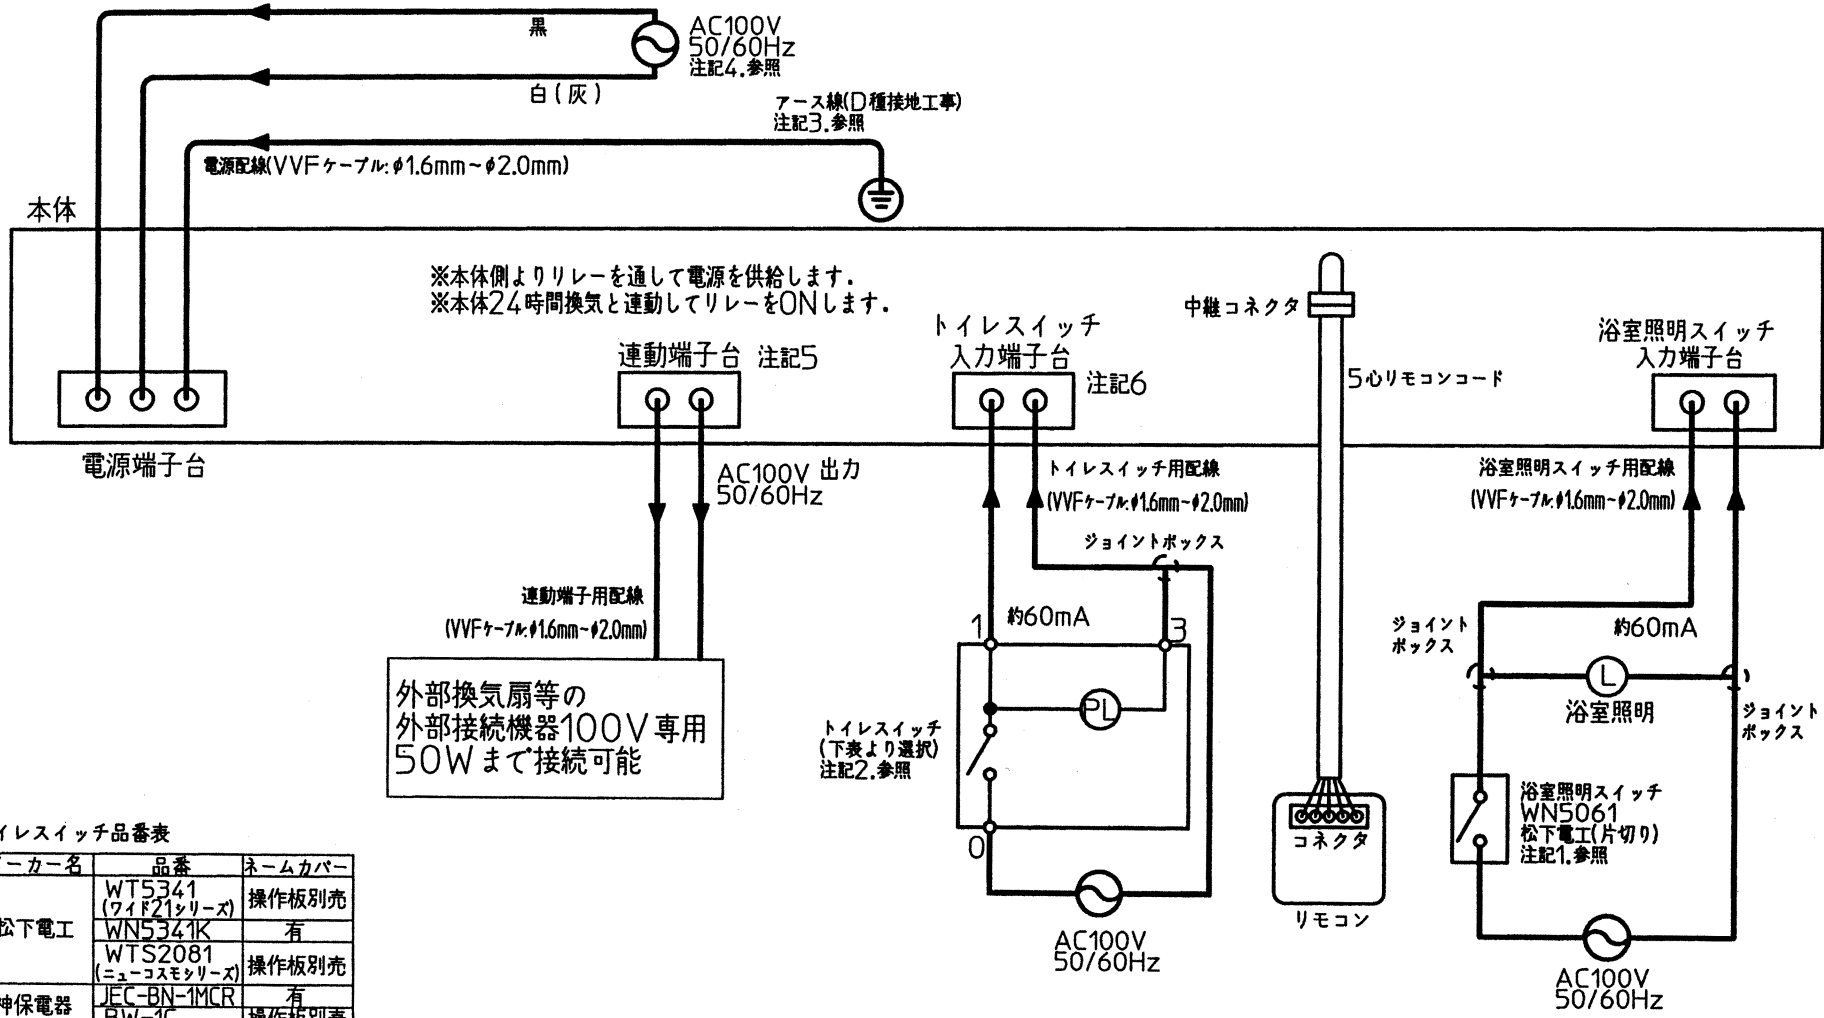 黒
AC100V
50/60Hz
注記4.参照
白(灰)
アース線(D種接地工事)
注記3.参照
電源配線(VVFケーブル:φ1.6mm~φ2.0mm)
本体
※本体側よりリレーを通して電源を供給します.
※本体24時間換気と連動してリレーをONします.
連動端子台 注記5
トイレスイッチ
入力端子台
注記6
中継コネクタ
5心リモコンコード
浴室照明スイッチ
入力端子台
電源端子台
AC100V 出力
50/60Hz
トイレスイッチ用配線
(VVFケーブル:φ1.6mm~φ2.0mm)
ジョイントボックス
浴室照明スイッチ用配線
(VVFケーブル:φ1.6mm~φ2.0mm)
連動端子用配線
(VVFケーブル:φ1.6mm~φ2.0mm)
1
約60mA
3
ジョイント
ボックス
約60mA
外部換気扇等の
外部接続機器100V専用
50Wまで接続可能
PL
トイレスイッチ
(下表より選択)
注記2.参照
0
L
浴室照明
ジョイント
ボックス
浴室照明スイッチ
WN5061
松下電工(片切り)
注記1.参照
コネクタ
リモコン
AC100V
50/60Hz
AC100V
50/60Hz
イレスイッチ品番表
ーカー名 品番 ネームカバー
松下電工
WT5341
(ワイド21シリーズ)
操作板別売
WN5341K 有
WTS2081
(ニューコスモシリーズ)
操作板別売
神保電器
JEC-BN-1MCR 有
操作板別売